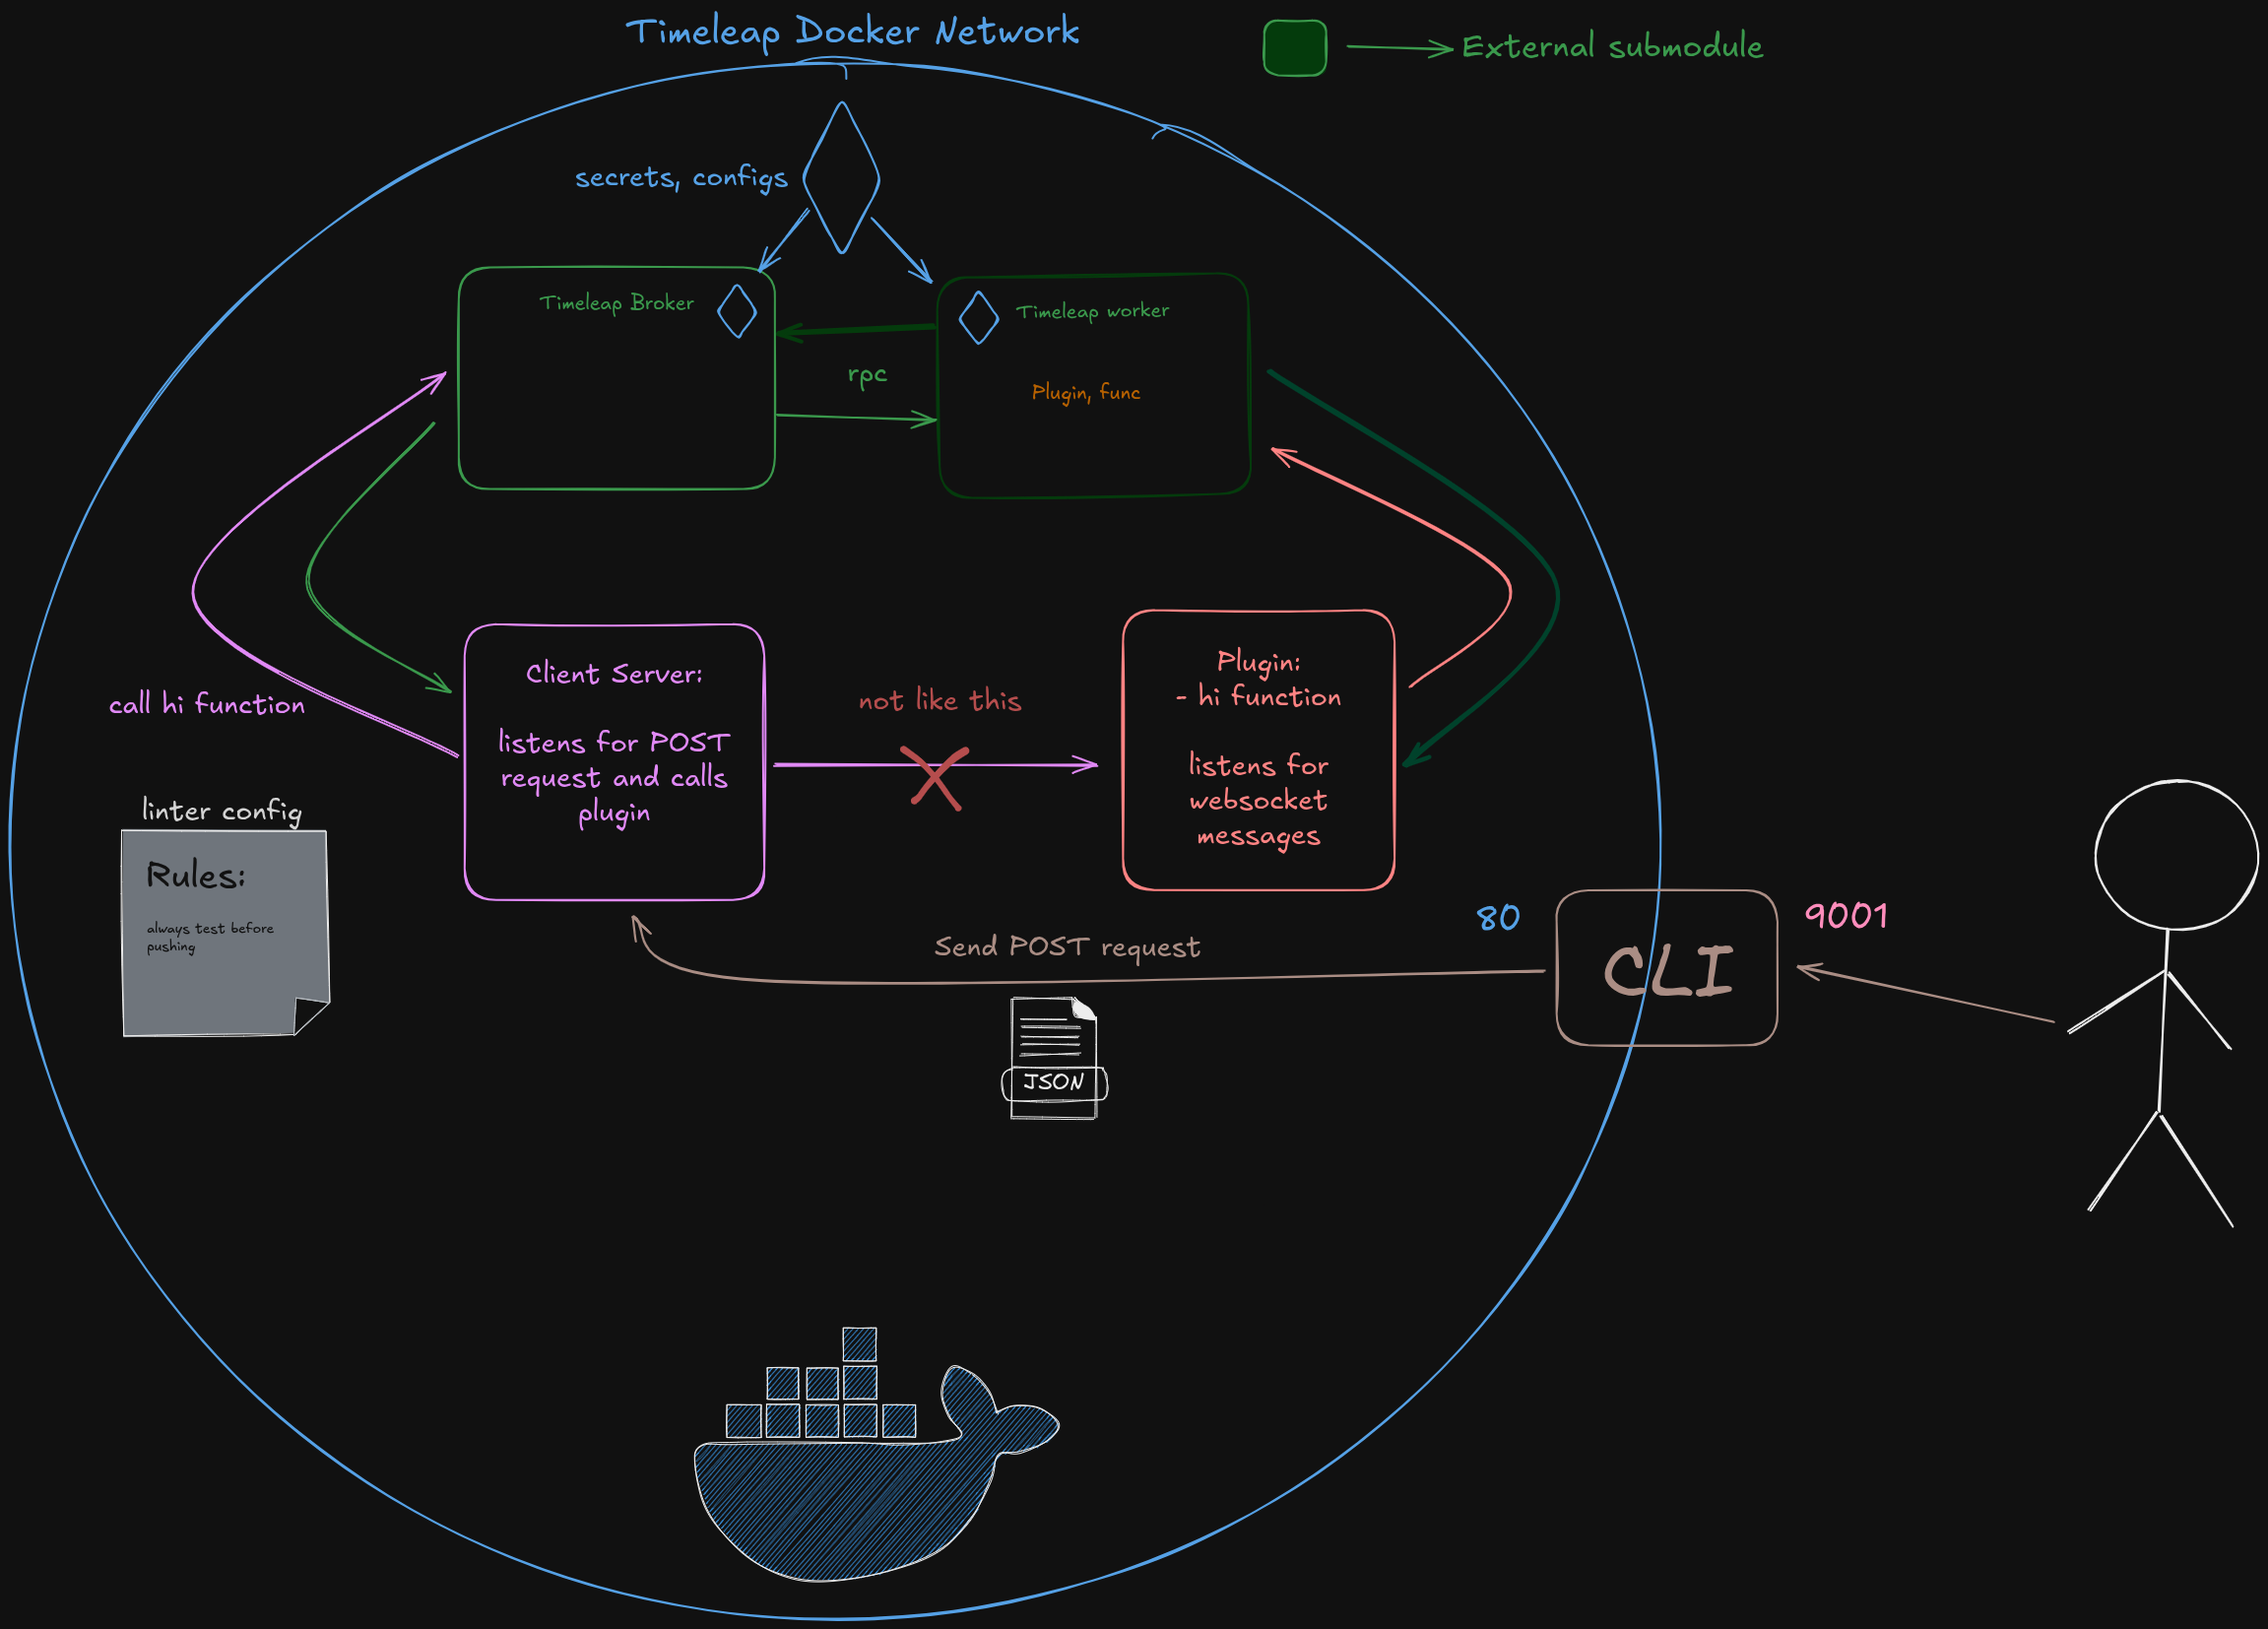 Timeleap Docker Network
External submodule
secrets, configs
Timeleap Broker
Timeleap worker
rpc
Plugin, func
Client Server:
listens for POST
request and calls
plugin
not like this
Plugin:
- hi function
listens for
websocket
messages
call hi function
linter config
Rules:
always test before
pushing
80
9001
CLI
Send POST request
JSON